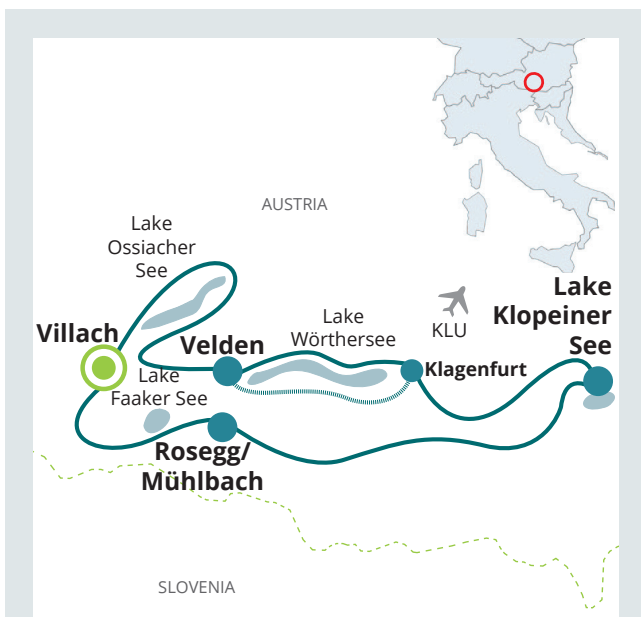 AUSTRIA
Lake
Ossiacher
See
Villach
Velden
Lake
Wörthersee
KLU
Lake
Klopeiner
See
Klagenfurt
Lake
Faaker See
Rosegg/
Mühlbach
SLOVENIA